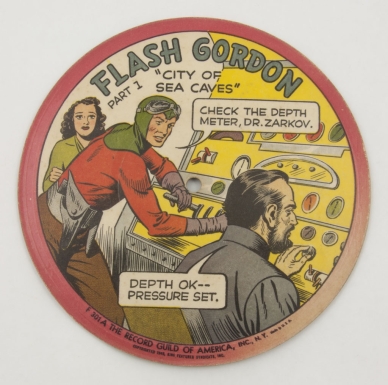 FLASH GORDON
PART 1
"CITY OF
SEA CAVES"
CHECK THE DEPTH
METER, DR. ZARKOV.
DEPTH OK--
PRESSURE SET.
F 501A THE RECORD GUILD OF AMERICA, INC., N.Y.